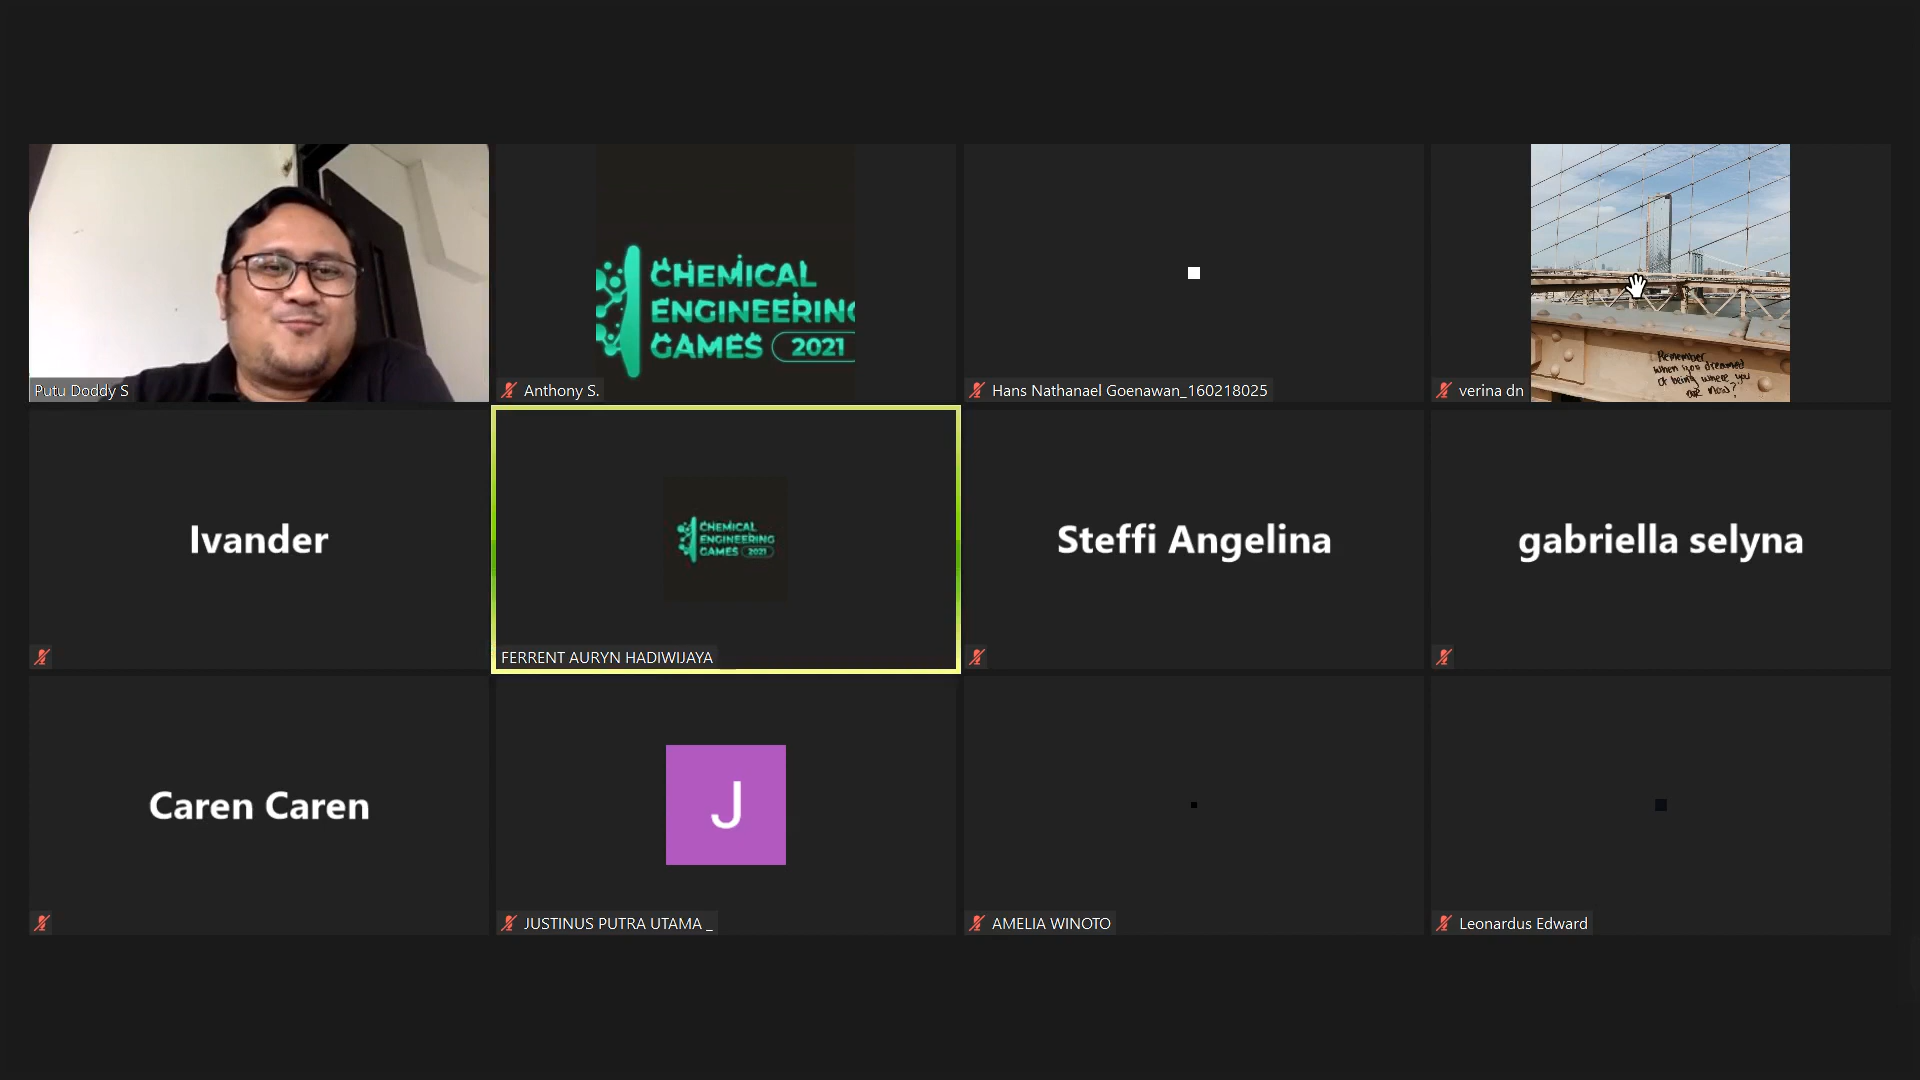 CHEMICAL
ENGINEERING
GAMES 2021
Remember
when you dreamed
of being where you
are now?
Putu Doddy S
Anthony S.
Hans Nathanael Goenawan_160218025
verina dn
Ivander
CHEMICAL
ENGINEERING
GAMES 2021
FERRENT AURYN HADIWIJAYA
Steffi Angelina
gabriella selyna
Caren Caren
J
JUSTINUS PUTRA UTAMA _
AMELIA WINOTO
Leonardus Edward